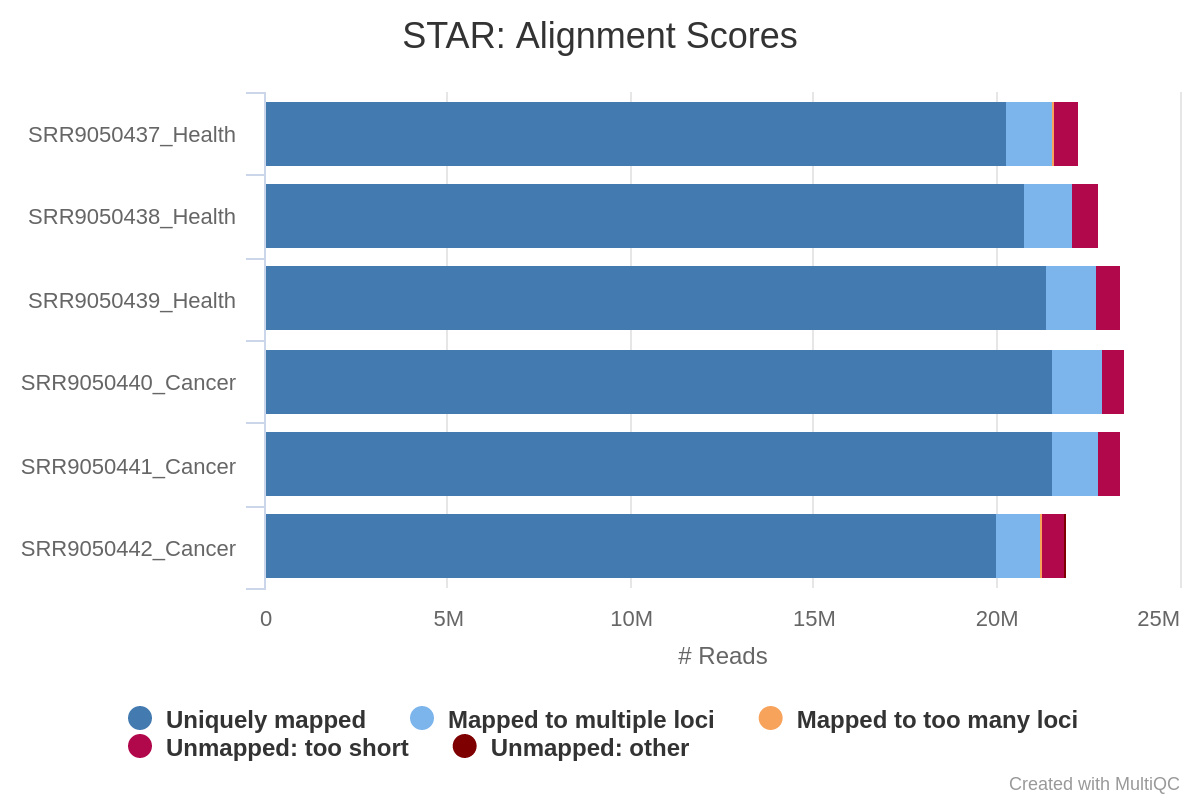 STAR: Alignment Scores
SRR9050437_Health
SRR9050438_Health
SRR9050439_Health
SRR9050440_Cancer
SRR9050441_Cancer
SRR9050442_Cancer
0 5M 10M 15M 20M 25M
# Reads
Uniquely mapped Mapped to multiple loci Mapped to too many loci
Unmapped: too short Unmapped: other
Created with MultiQC